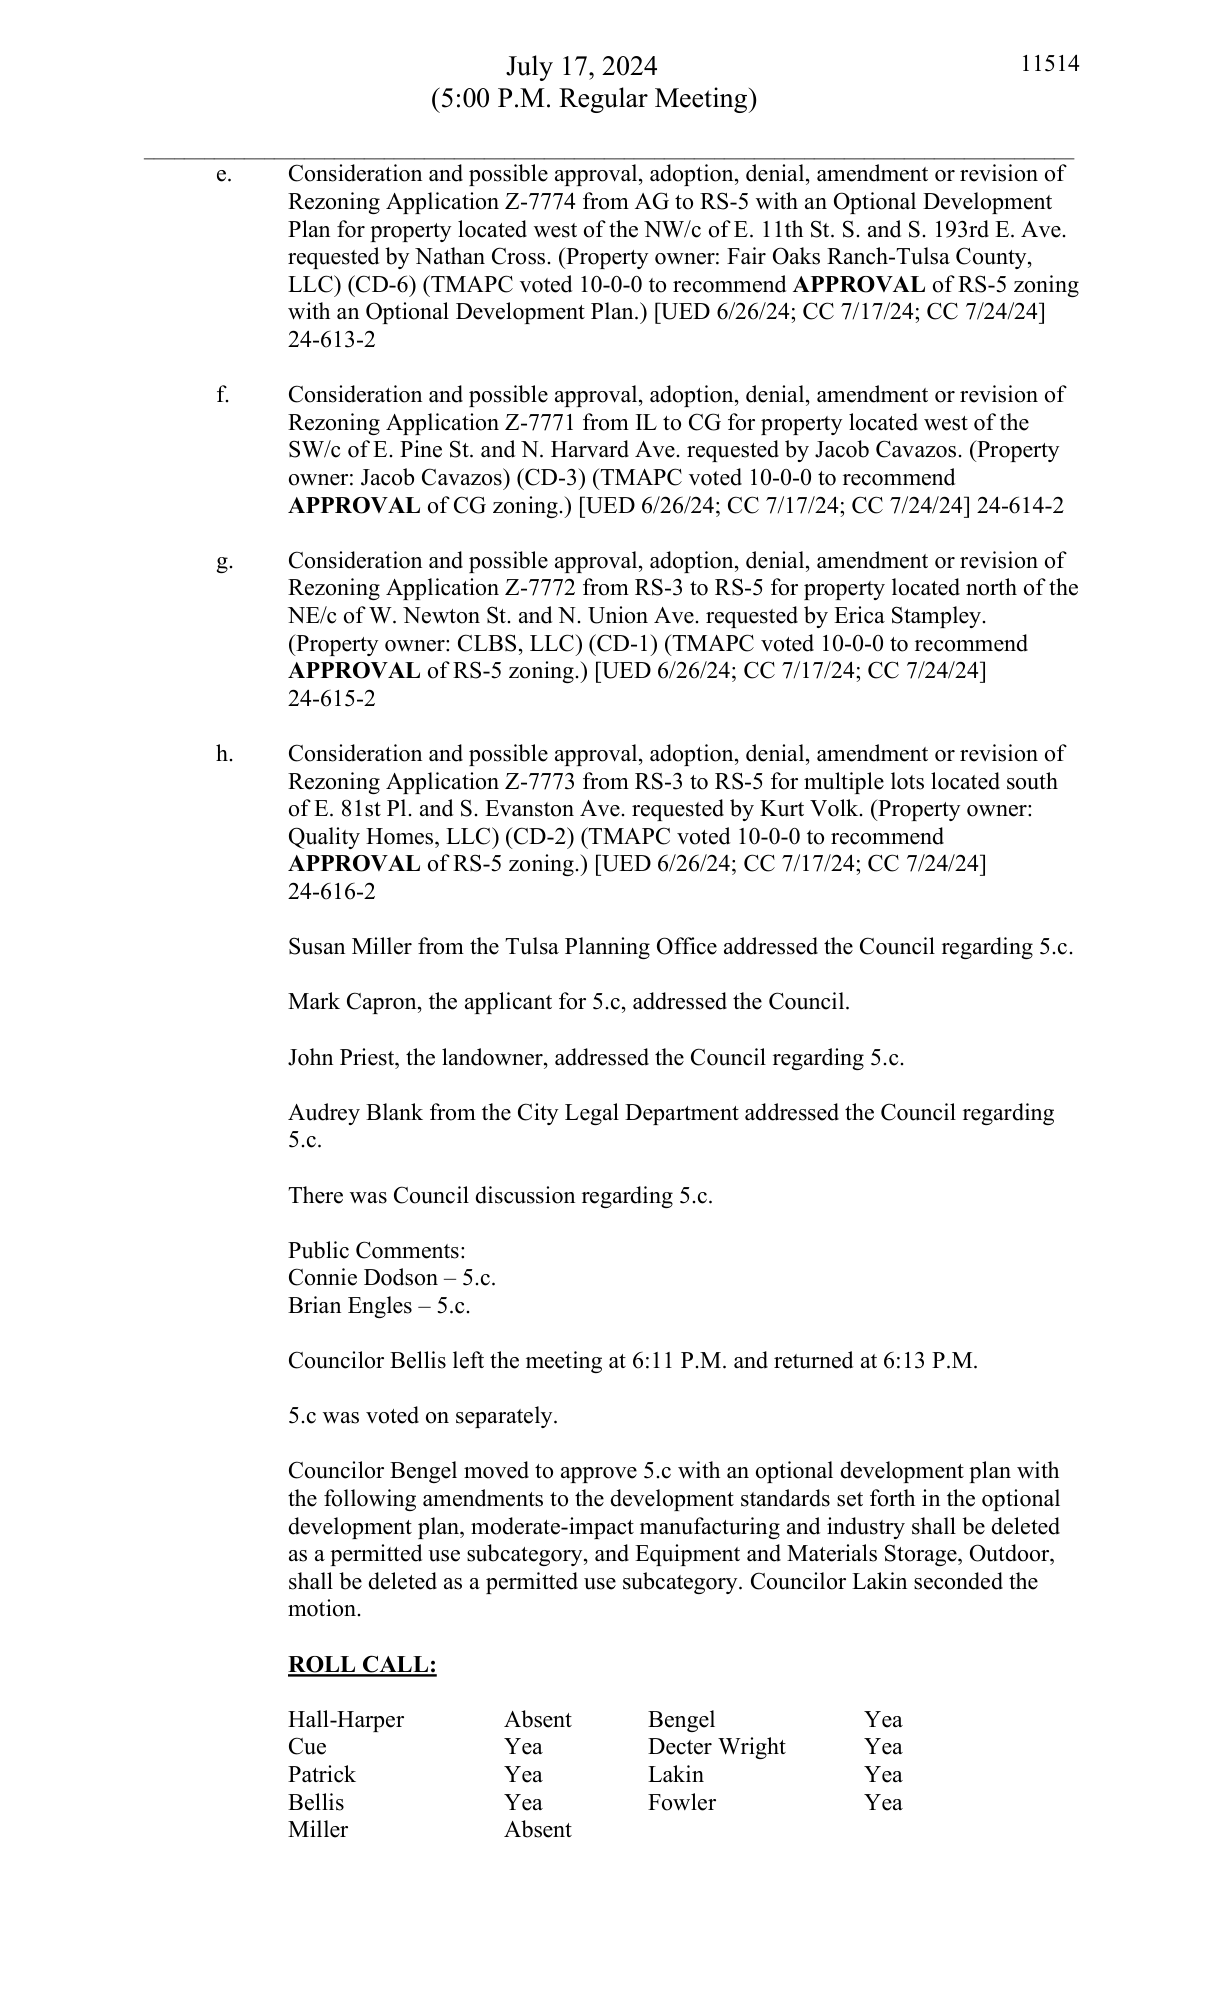 July 17, 2024
11514
(5:00 P.M. Regular Meeting)
e. Consideration and possible approval, adoption, denial, amendment or revision of
Rezoning Application Z-7774 from AG to RS-5 with an Optional Development
Plan for property located west of the NW/c of E. 11th St. S. and S. 193rd E. Ave.
requested by Nathan Cross. (Property owner: Fair Oaks Ranch-Tulsa County,
LLC) (CD-6) (TMAPC voted 10-0-0 to recommend APPROVAL of RS-5 zoning
with an Optional Development Plan.) [UED 6/26/24; CC 7/17/24; CC 7/24/24]
24-613-2
f. Consideration and possible approval, adoption, denial, amendment or revision of
Rezoning Application Z-7771 from IL to CG for property located west of the
SW/c of E. Pine St. and N. Harvard Ave. requested by Jacob Cavazos. (Property
owner: Jacob Cavazos) (CD-3) (TMAPC voted 10-0-0 to recommend
APPROVAL of CG zoning.) [UED 6/26/24; CC 7/17/24; CC 7/24/24] 24-614-2
g. Consideration and possible approval, adoption, denial, amendment or revision of
Rezoning Application Z-7772 from RS-3 to RS-5 for property located north of the
NE/c of W. Newton St. and N. Union Ave. requested by Erica Stampley.
(Property owner: CLBS, LLC) (CD-1) (TMAPC voted 10-0-0 to recommend
APPROVAL of RS-5 zoning.) [UED 6/26/24; CC 7/17/24; CC 7/24/24]
24-615-2
h. Consideration and possible approval, adoption, denial, amendment or revision of
Rezoning Application Z-7773 from RS-3 to RS-5 for multiple lots located south
of E. 81st Pl. and S. Evanston Ave. requested by Kurt Volk. (Property owner:
Quality Homes, LLC) (CD-2) (TMAPC voted 10-0-0 to recommend
APPROVAL of RS-5 zoning.) [UED 6/26/24; CC 7/17/24; CC 7/24/24]
24-616-2
Susan Miller from the Tulsa Planning Office addressed the Council regarding 5.c.
Mark Capron, the applicant for 5.c, addressed the Council.
John Priest, the landowner, addressed the Council regarding 5.c.
Audrey Blank from the City Legal Department addressed the Council regarding
5.c.
There was Council discussion regarding 5.c.
Public Comments:
Connie Dodson – 5.c.
Brian Engles – 5.c.
Councilor Bellis left the meeting at 6:11 P.M. and returned at 6:13 P.M.
5.c was voted on separately.
Councilor Bengel moved to approve 5.c with an optional development plan with
the following amendments to the development standards set forth in the optional
development plan, moderate-impact manufacturing and industry shall be deleted
as a permitted use subcategory, and Equipment and Materials Storage, Outdoor,
shall be deleted as a permitted use subcategory. Councilor Lakin seconded the
motion.
ROLL CALL:
Hall-Harper Absent Bengel Yea
Cue Yea Decter Wright Yea
Patrick Yea Lakin Yea
Bellis Yea Fowler Yea
Miller Absent